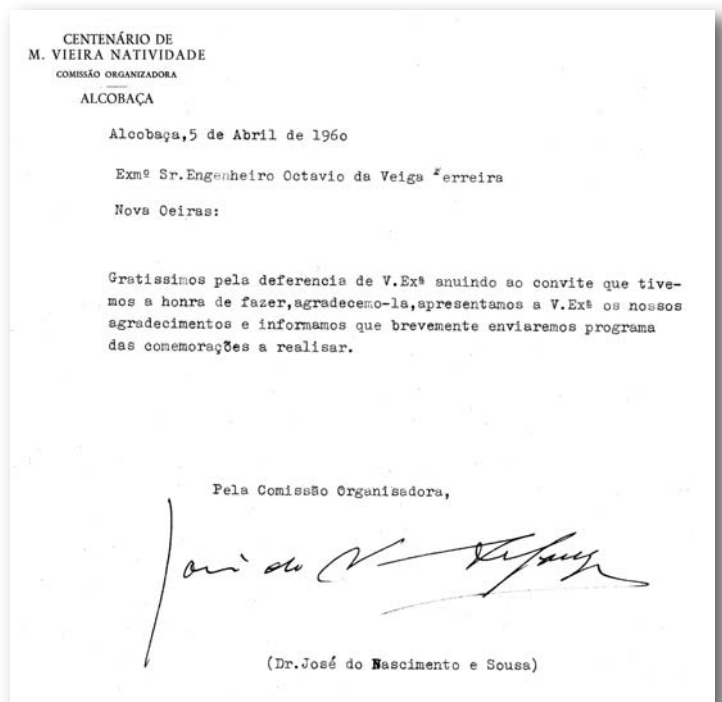 CENTENÁRIO DE
M. VIEIRA NATIVIDADE
COMISSÃO ORGANIZADORA
ALCOBAÇA
Alcobaça,5 de Abril de 1960
Exmº Sr.Engenheiro Octavio da Veiga Ferreira
Nova Oeiras:
Gratissimos pela deferencia de V.Exª anuindo ao convite que tive-
mos a honra de fazer,agradecemo-la,apresentamos a V.Exª os nossos
agradecimentos e informamos que brevemente enviaremos programa
das comemorações a realisar.
Pela Comissão Organisadora,
José do N
(Dr.José do Nascimento e Sousa)